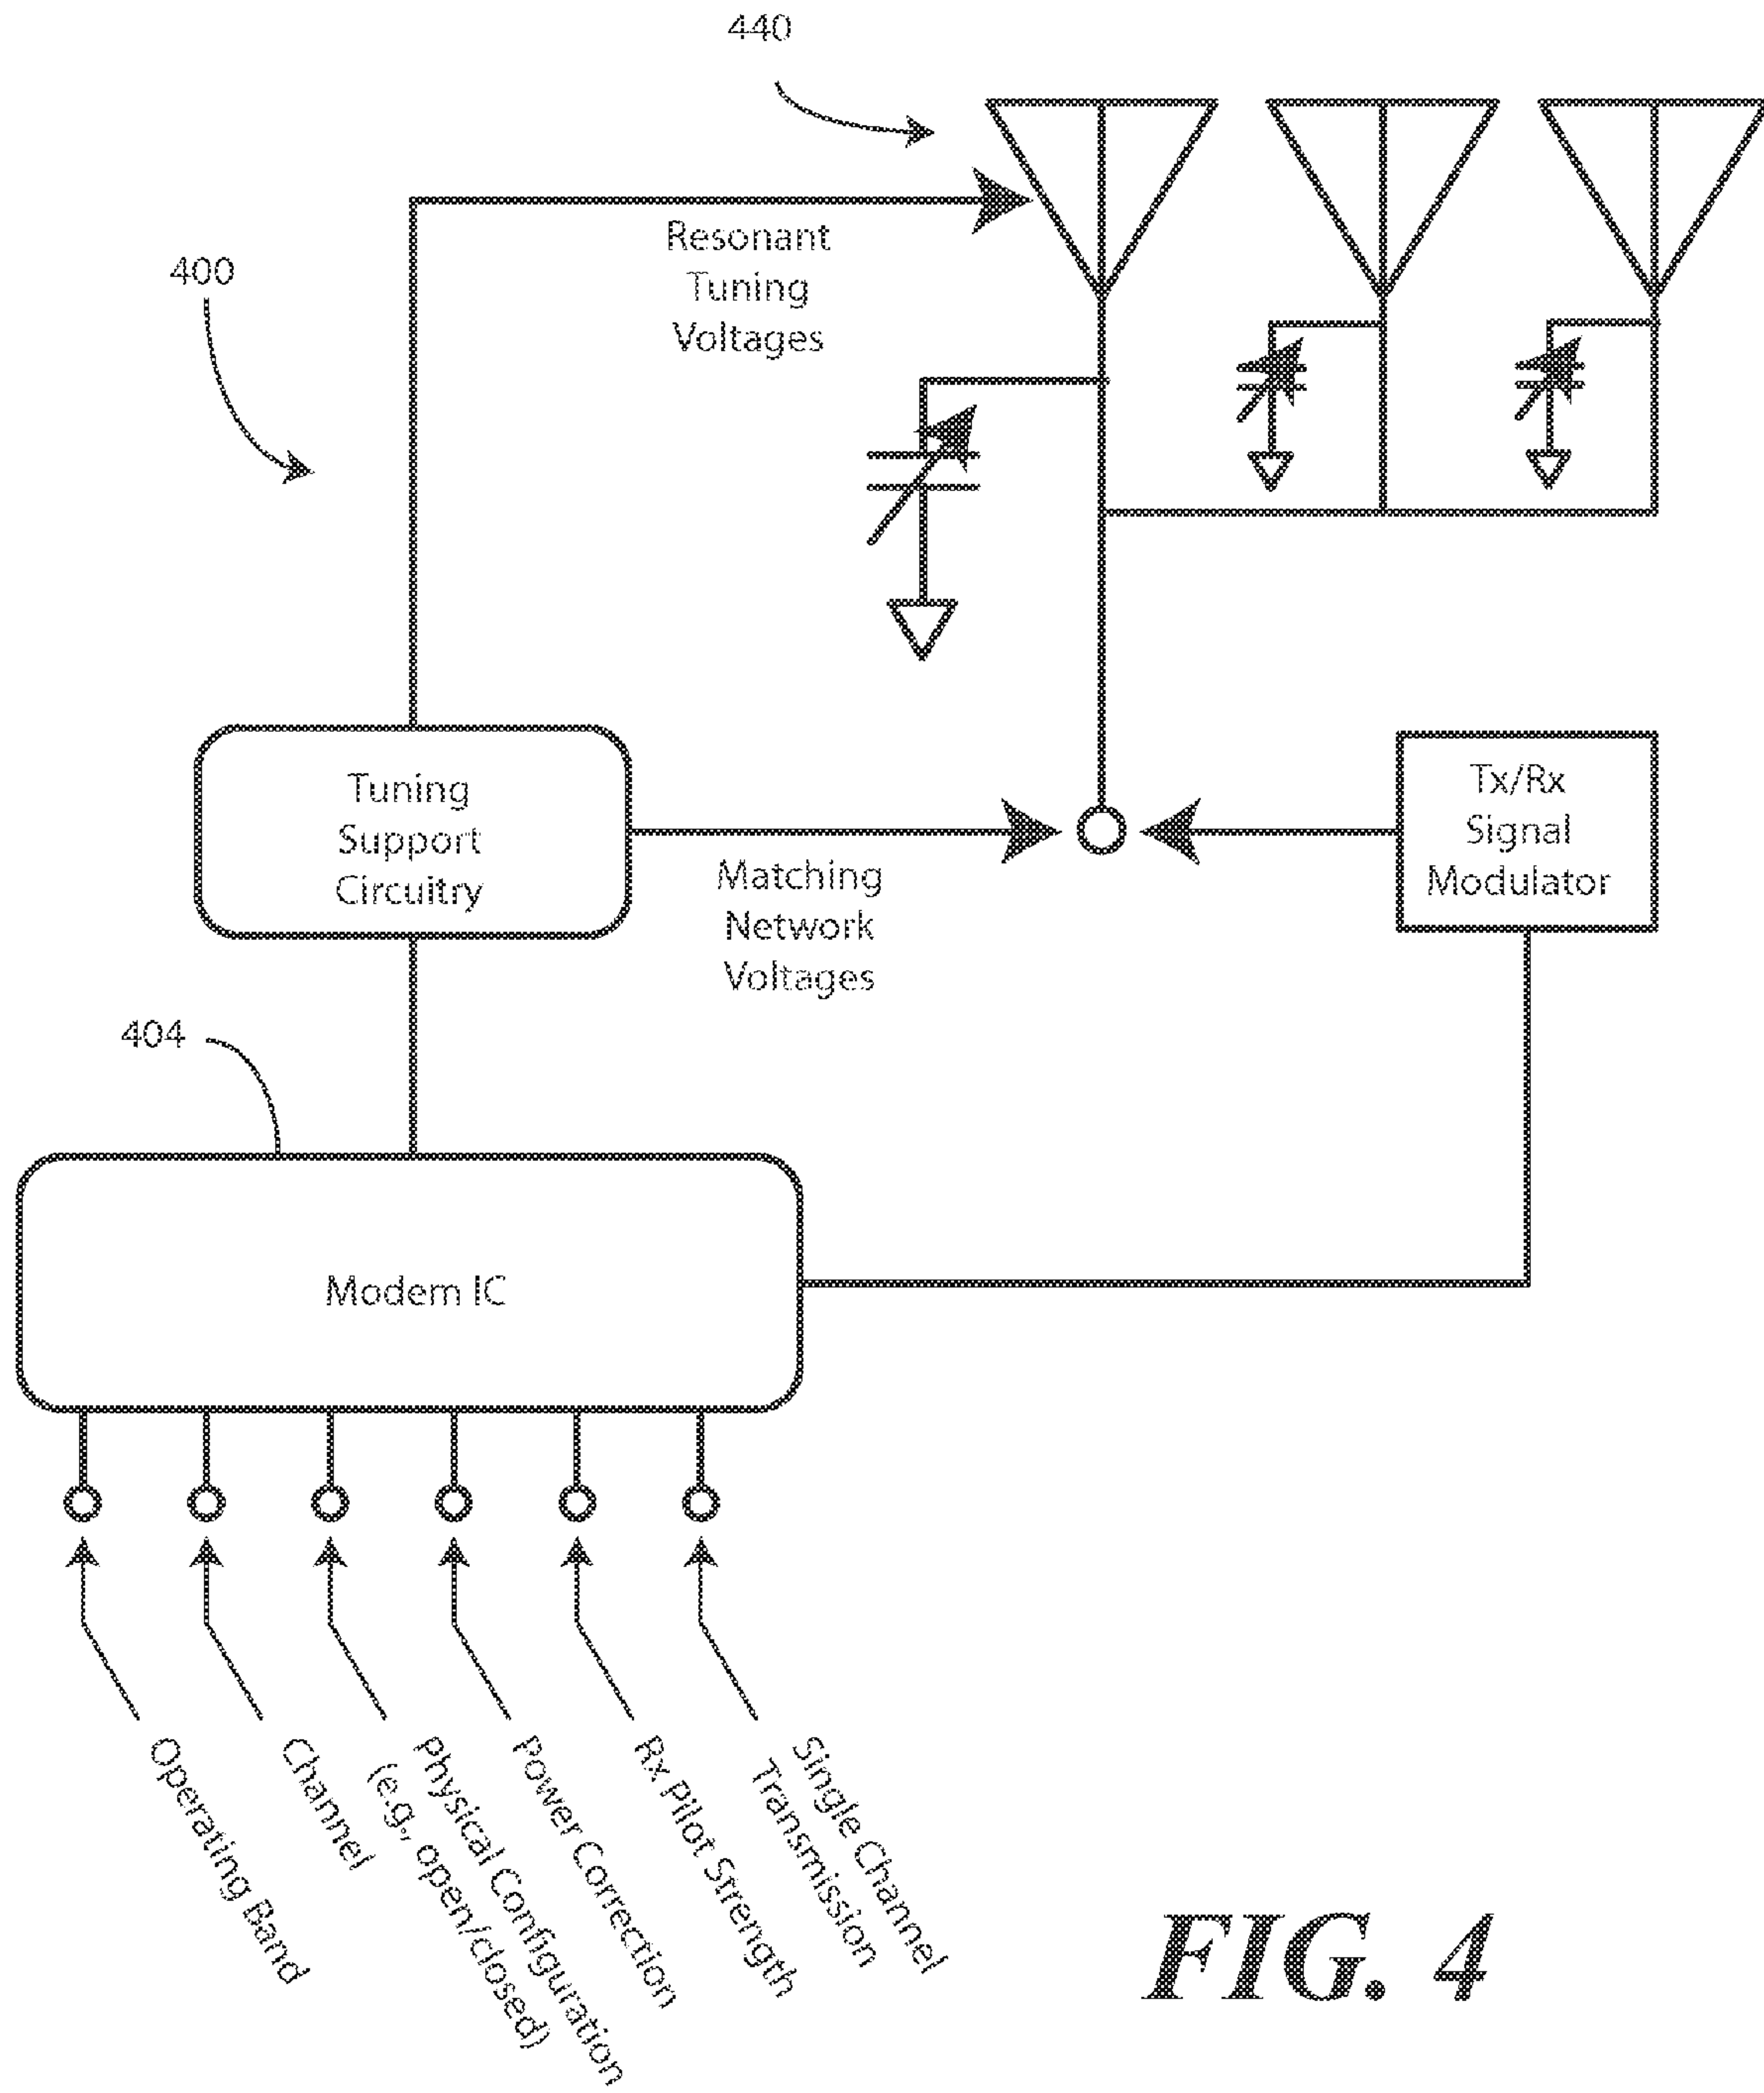 440
400
Resonant
Tuning
Voltages
Tuning
Support
Circuitry
Matching
Network
Voltages
Tx/Rx
Signal
Modulator
404
Modem IC
Operating Band
Channel
Physical Configuration
(e.g., open/closed)
Power Correction
Rx Pilot Strength
Single Channel
Transmission
FIG. 4